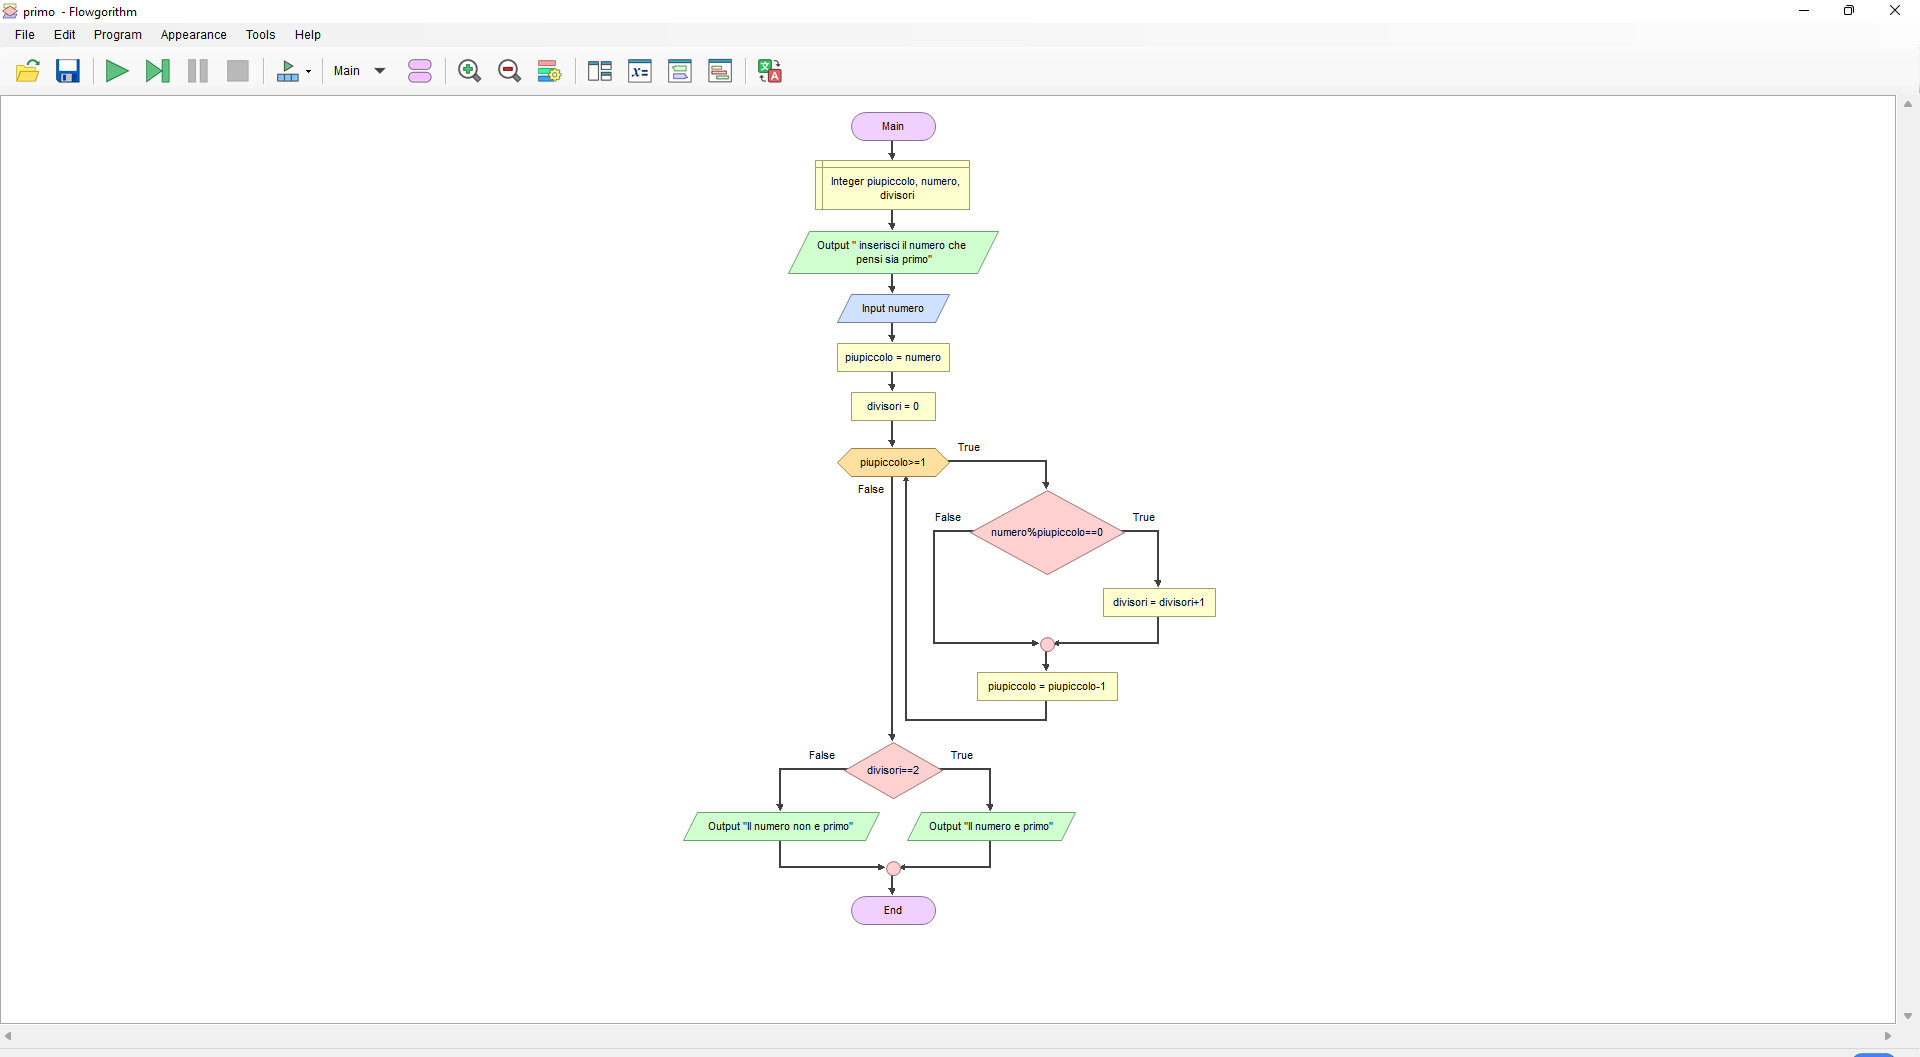 primo - Flowgorithm
File Edit Program Appearance Tools Help
Main
Main
Integer piupiccolo, numero,
divisori
Output " inserisci il numero che
pensi sia primo"
Input numero
piupiccolo = numero
divisori = 0
piupiccolo>=1
True
False
numero%piupiccolo==0
False
True
divisori = divisori+1
piupiccolo = piupiccolo-1
divisori==2
False
True
Output "Il numero non e primo"
Output "Il numero e primo"
End